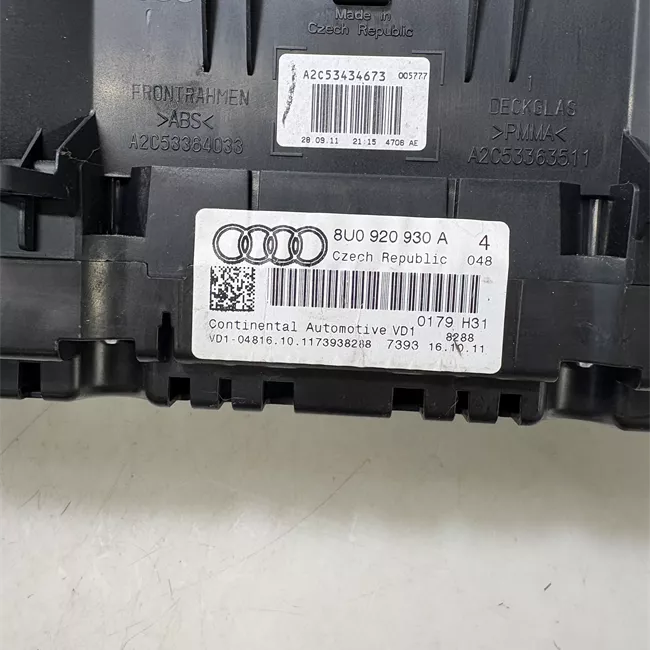 Made in
Czech Republic
A2C53434673 005777
28.09.11 21:15 4708 AE
FRONTRAHMEN
>ABS<
A2C53364033
1
DECKGLAS
>PMMA<
A2C53363511
8U0 920 930 A 4
Czech Republic 048
0179 H31
Continental Automotive VD1 8288
VD1-04816.10.1173938288 7393 16.10.11